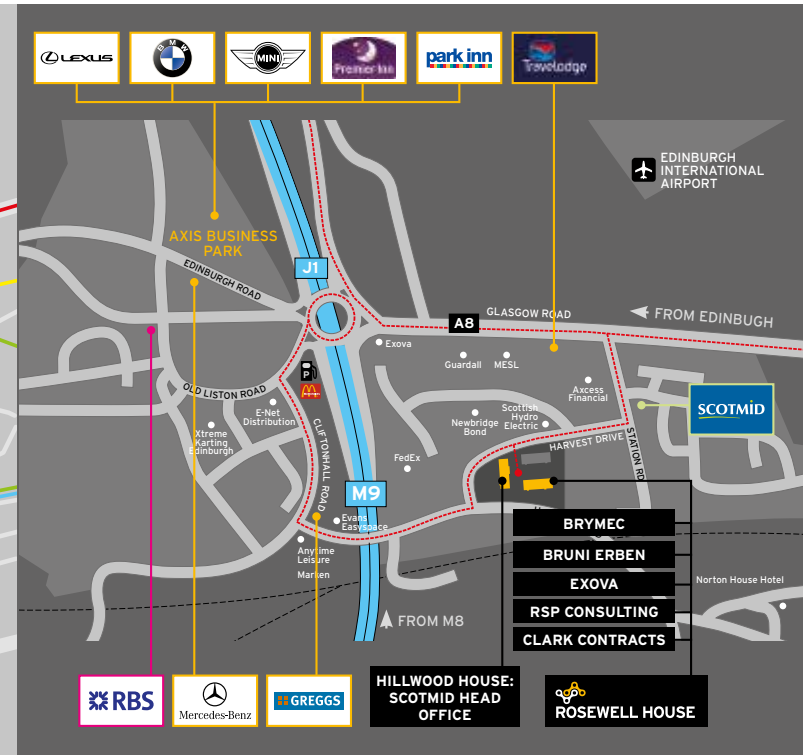 LEXUS
BMW
MINI
Premier Inn
park inn
Travelodge
EDINBURGH
INTERNATIONAL
AIRPORT
AXIS BUSINESS
PARK
EDINBURGH ROAD
J1
A8
GLASGOW ROAD
FROM EDINBUGH
Exova
Guardall
MESL
P
OLD LISTON ROAD
E-Net
Distribution
Xtreme
Karting
Edinburgh
CLIFTONHALL ROAD
Axcess
Financial
Scottish
Hydro
Electric
Newbridge
Bond
SCOTMID
HARVEST DRIVE
STATION RD
FedEx
M9
Evans
Easyspace
Anytime
Leisure
Marken
BRYMEC
BRUNI ERBEN
EXOVA
RSP CONSULTING
CLARK CONTRACTS
Norton House Hotel
FROM M8
RBS
Mercedes-Benz
GREGGS
HILLWOOD HOUSE:
SCOTMID HEAD
OFFICE
ROSEWELL HOUSE